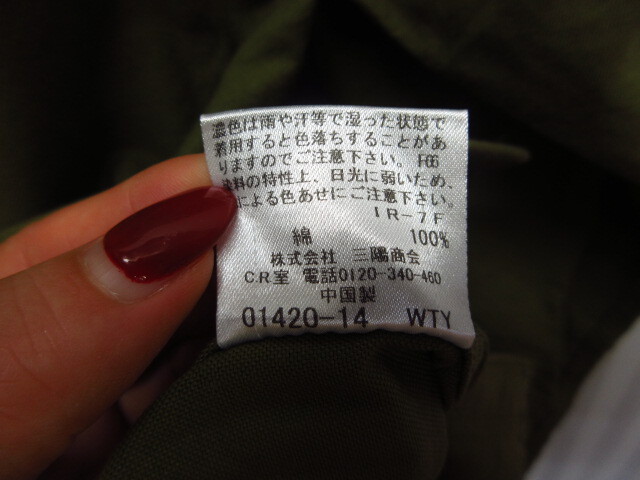 濃色は雨や汗等で湿った状態で
着用すると色落ちすることがあ
りますのでご注意下さい。F66
染料の特性上、日光に弱いため、
による色あせにご注意下さい。
IR-7F
綿 100%
株式会社 三陽商会
C.R室 電話0120-340-460
中国製
01420-14 WTY